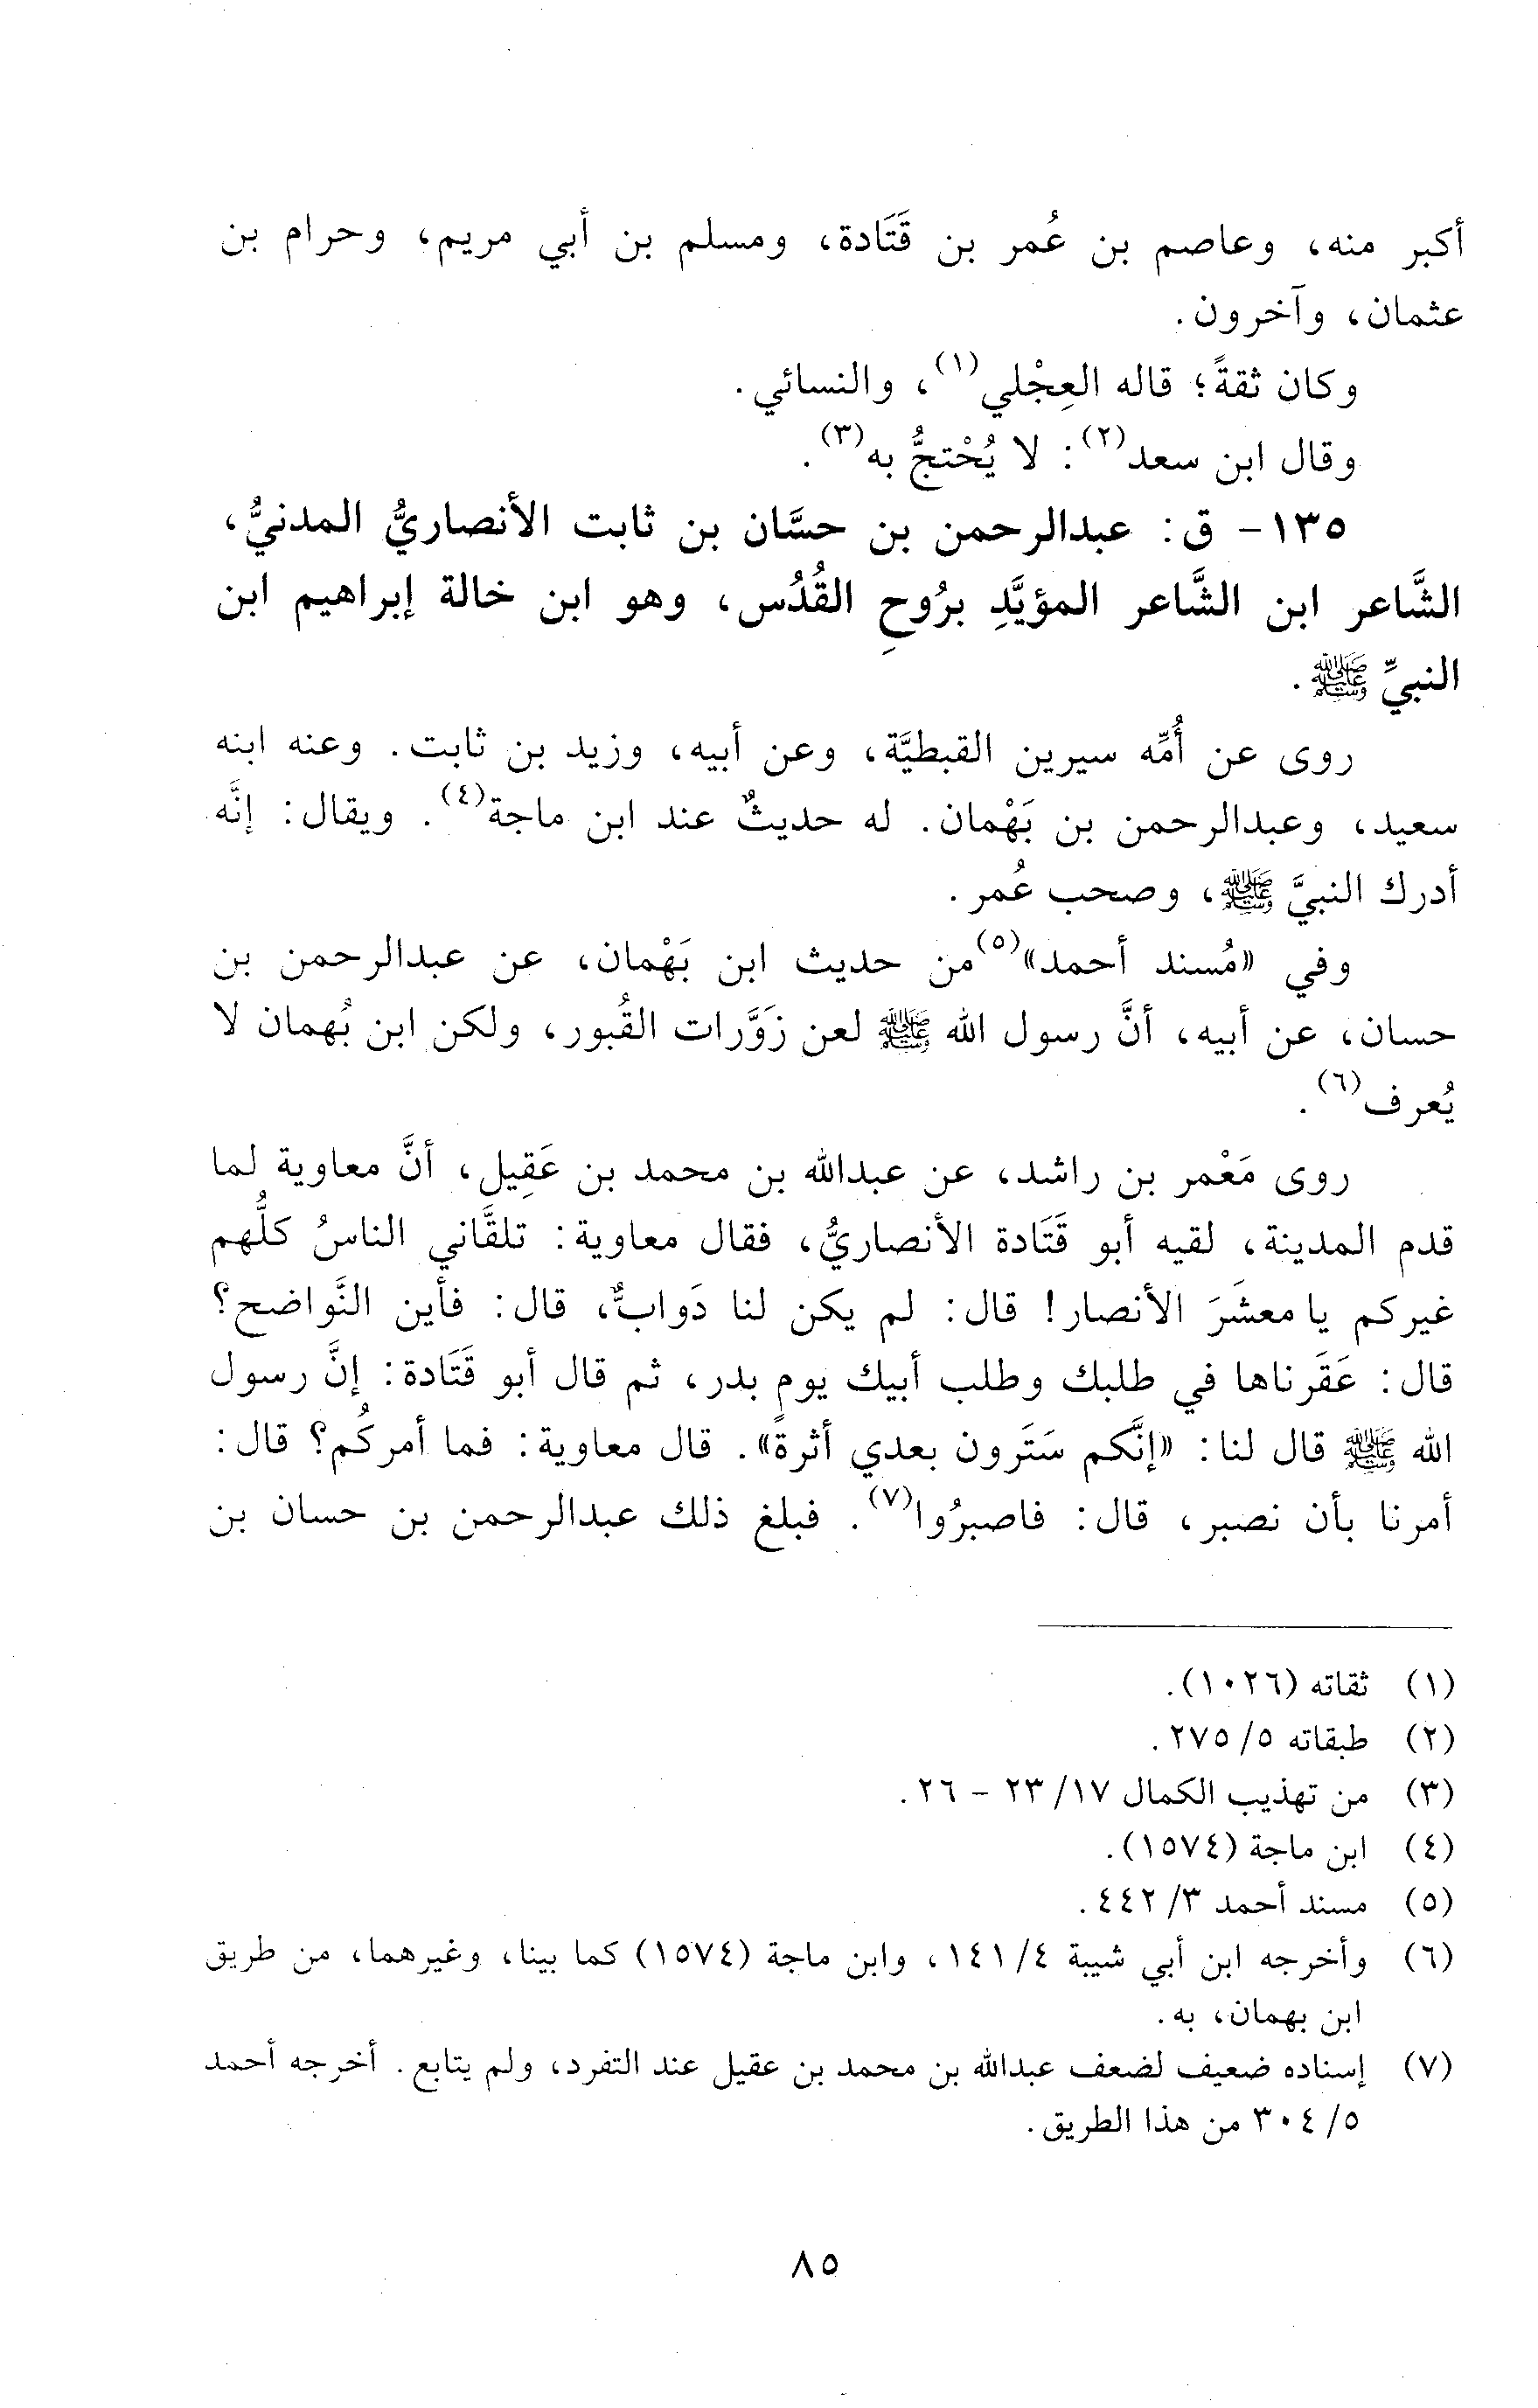 أكبر منه، وعاصم بن عُمر بن قَتَادة، ومسلم بن أبي مريم، وحرام بن
عثمان، وآخرون.
وكان ثقةً؛ قاله العِجْلي(١)، والنسائي.
وقال ابن سعد(٢): لا يُحْتجُّ به(٣).
١٣٥- ق: عبدالرحمن بن حسَّان بن ثابت الأنصاريُّ المدنيُّ،
الشَّاعر ابن الشَّاعر المؤيَّدِ برُوحِ القُدُس، وهو ابن خالة إبراهيم ابن
النبيِّ ﷺ.
روى عن أُمِّه سيرين القبطيَّة، وعن أبيه، وزيد بن ثابت. وعنه ابنه
سعيد، وعبدالرحمن بن بَهْمان. له حديثٌ عند ابن ماجة(٤). ويقال: إنَّه
أدرك النبيَّ ﷺ، وصحب عُمر.
وفي «مُسند أحمد»(٥) من حديث ابن بَهْمان، عن عبدالرحمن بن
حسان، عن أبيه، أنَّ رسول الله ﷺ لعن زَوَّرات القُبور، ولكن ابن بُهمان لا
يُعرف(٦).
روى مَعْمر بن راشد، عن عبدالله بن محمد بن عَقِيل، أنَّ معاوية لما
قدم المدينة، لقيه أبو قَتَادة الأنصاريُّ، فقال معاوية: تلقَّاني الناسُ كلُّهم
غيركم يا معشَرَ الأنصار! قال: لم يكن لنا دَوابٌّ، قال: فأين النَّواضح؟
قال: عَقَرناها في طلبك وطلب أبيك يوم بدر، ثم قال أبو قَتَادة: إنَّ رسول
الله ﷺ قال لنا: «إنَّكم سَتَرون بعدي أثرةً». قال معاوية: فما أمركُم؟ قال:
أمرنا بأن نصبر، قال: فاصبرُوا(٧). فبلغ ذلك عبدالرحمن بن حسان بن
(١) ثقاته (١٠٢٦).
(٢) طبقاته ٥/ ٢٧٥.
(٣) من تهذيب الكمال ١٧/ ٢٣ - ٢٦.
(٤) ابن ماجة (١٥٧٤).
(٥) مسند أحمد ٣/ ٤٤٢.
(٦) وأخرجه ابن أبي شيبة ٤/ ١٤١، وابن ماجة (١٥٧٤) كما بينا، وغيرهما، من طريق
ابن بهمان، به.
(٧) إسناده ضعيف لضعف عبدالله بن محمد بن عقيل عند التفرد، ولم يتابع. أخرجه أحمد
٥/ ٣٠٤ من هذا الطريق.
٨٥